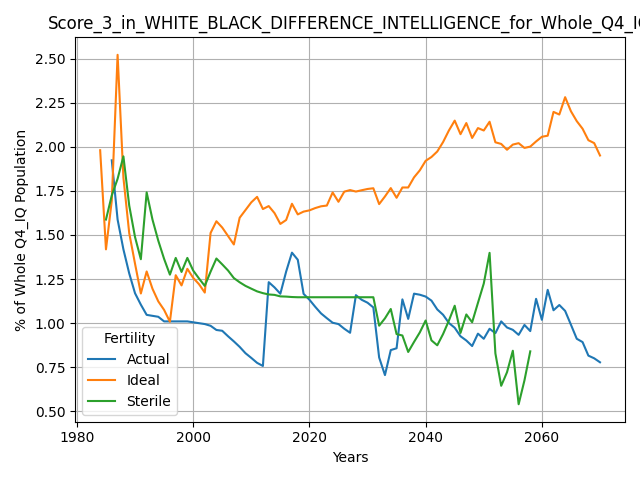 Score_3_in_WHITE_BLACK_DIFFERENCE_INTELLIGENCE_for_Whole_Q4_IQ
2.50
2.25
2.00
1.75
1.50
1.25
1.00
0.75
0.50
% of Whole Q4_IQ Population
Fertility
Actual
Ideal
Sterile
1980
2000
2020
2040
2060
Years